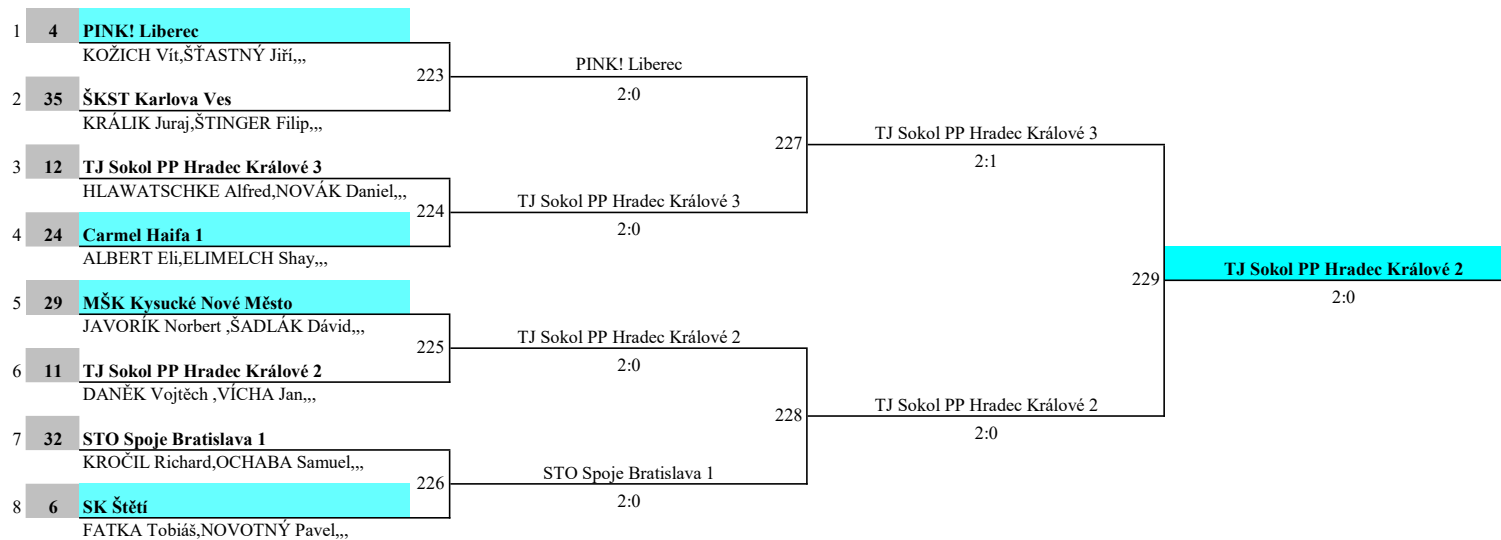 1 4 PINK! Liberec
KOŽICH Vít,ŠŤASTNÝ Jiří,,,
223
PINK! Liberec
2:0
2 35 ŠKST Karlova Ves
KRÁLIK Juraj,ŠTINGER Filip,,,
227
TJ Sokol PP Hradec Králové 3
2:1
3 12 TJ Sokol PP Hradec Králové 3
HLAWATSCHKE Alfred,NOVÁK Daniel,,,
224
TJ Sokol PP Hradec Králové 3
2:0
4 24 Carmel Haifa 1
ALBERT Eli,ELIMELCH Shay,,,
229
TJ Sokol PP Hradec Králové 2
2:0
5 29 MŠK Kysucké Nové Město
JAVORÍK Norbert ,ŠADLÁK Dávid,,,
225
TJ Sokol PP Hradec Králové 2
2:0
6 11 TJ Sokol PP Hradec Králové 2
DANĚK Vojtěch ,VÍCHA Jan,,,
228
TJ Sokol PP Hradec Králové 2
2:0
7 32 STO Spoje Bratislava 1
KROČIL Richard,OCHABA Samuel,,,
226
STO Spoje Bratislava 1
2:0
8 6 SK Štětí
FATKA Tobiáš,NOVOTNÝ Pavel,,,